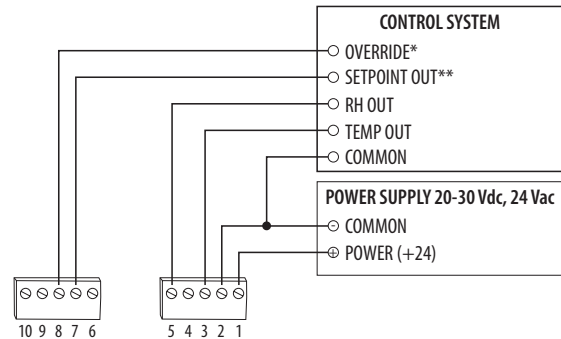 CONTROL SYSTEM
OVERRIDE*
SETPOINT OUT**
RH OUT
TEMP OUT
COMMON
POWER SUPPLY 20-30 Vdc, 24 Vac
COMMON
POWER (+24)
10 9 8 7 6
5 4 3 2 1